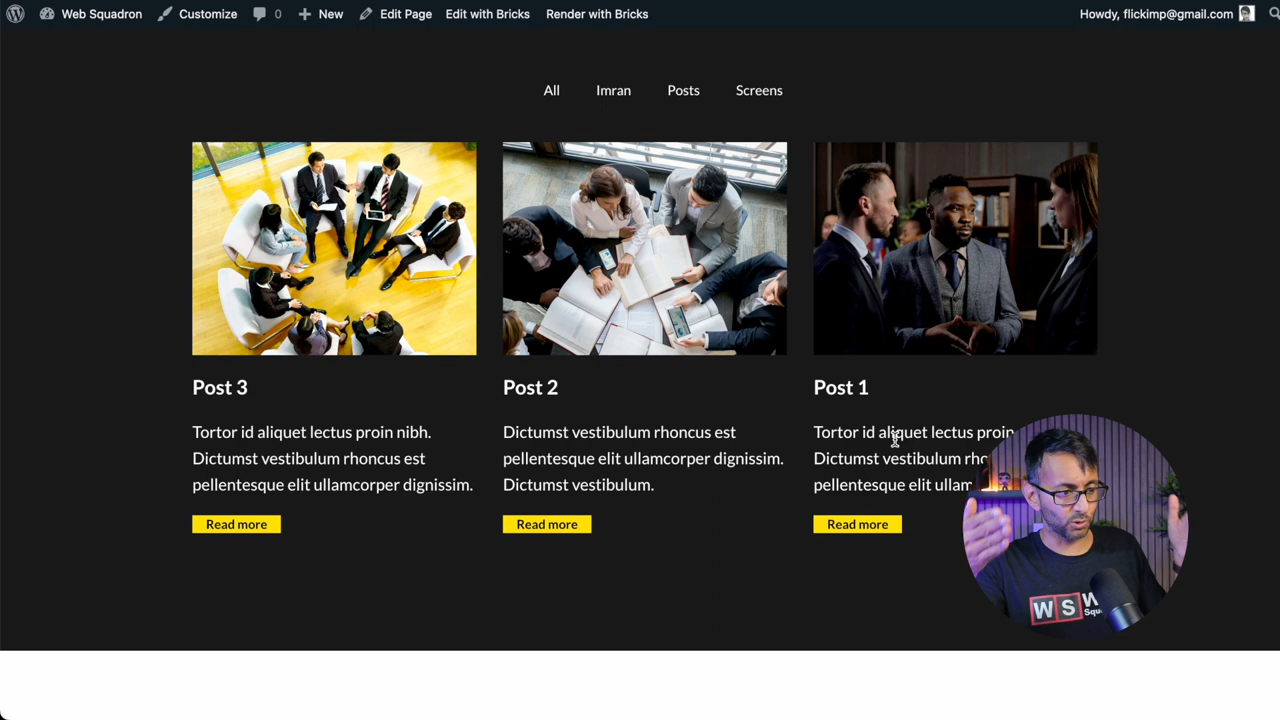 Web Squadron Customize 0 New Edit Page Edit with Bricks Render with Bricks Howdy, flickimp@gmail.com
All Imran Posts Screens
Post 3
Tortor id aliquet lectus proin nibh.
Dictumst vestibulum rhoncus est
pellentesque elit ullamcorper dignissim.
Read more
Post 2
Dictumst vestibulum rhoncus est
pellentesque elit ullamcorper dignissim.
Dictumst vestibulum.
Read more
Post 1
Tortor id aliquet lectus proin
Dictumst vestibulum
pellentesque elit
Read more
WS